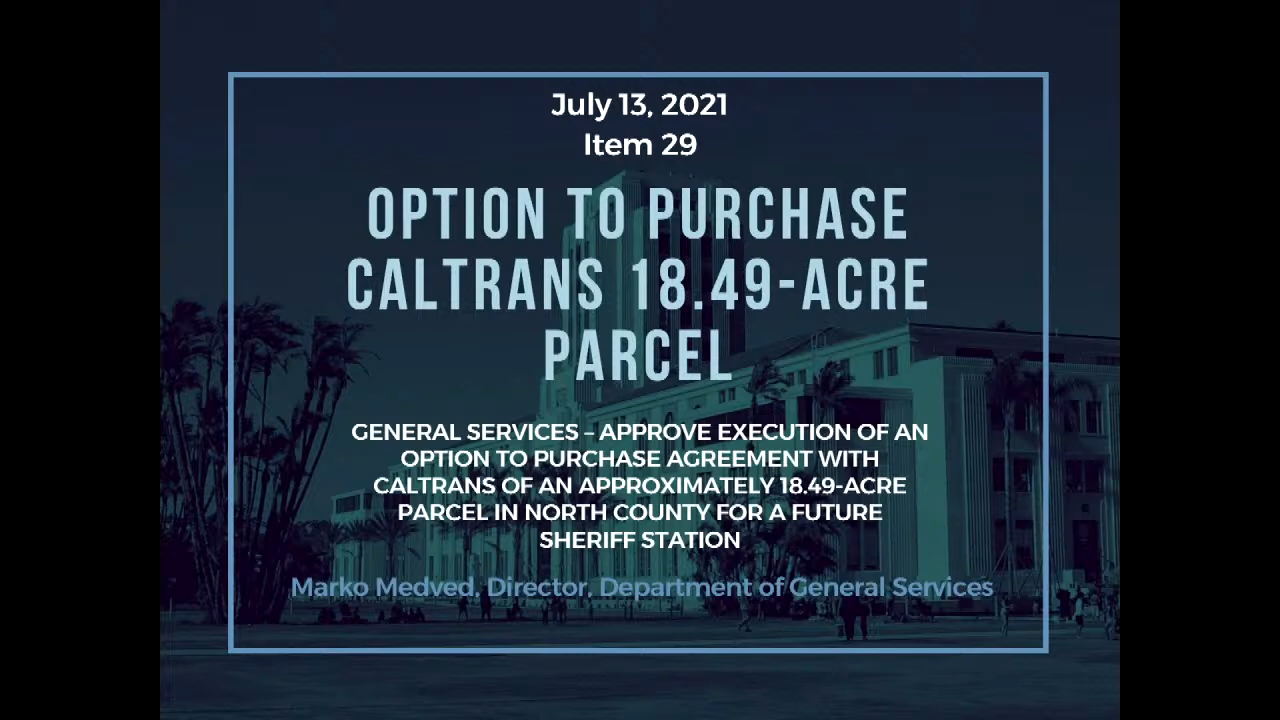 July 13, 2021
Item 29
OPTION TO PURCHASE
CALTRANS 18.49-ACRE
PARCEL
GENERAL SERVICES – APPROVE EXECUTION OF AN
OPTION TO PURCHASE AGREEMENT WITH
CALTRANS OF AN APPROXIMATELY 18.49-ACRE
PARCEL IN NORTH COUNTY FOR A FUTURE
SHERIFF STATION
Marko Medved, Director, Department of General Services